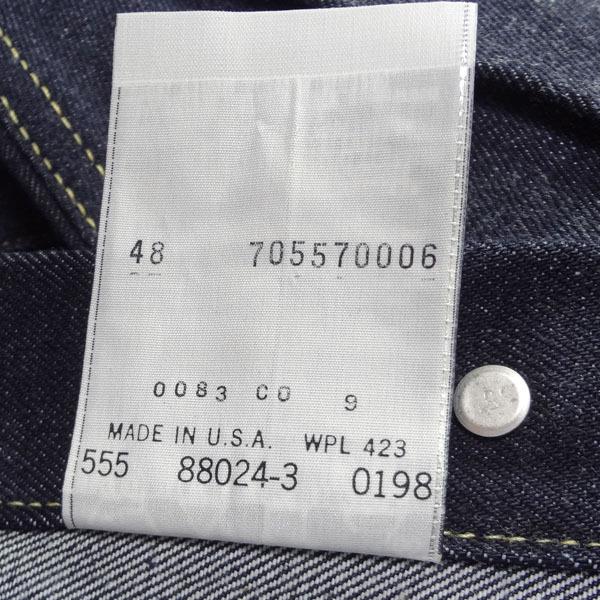 48 705570006
0083 CO 9
MADE IN U.S.A. WPL 423
555 88024-3 0198